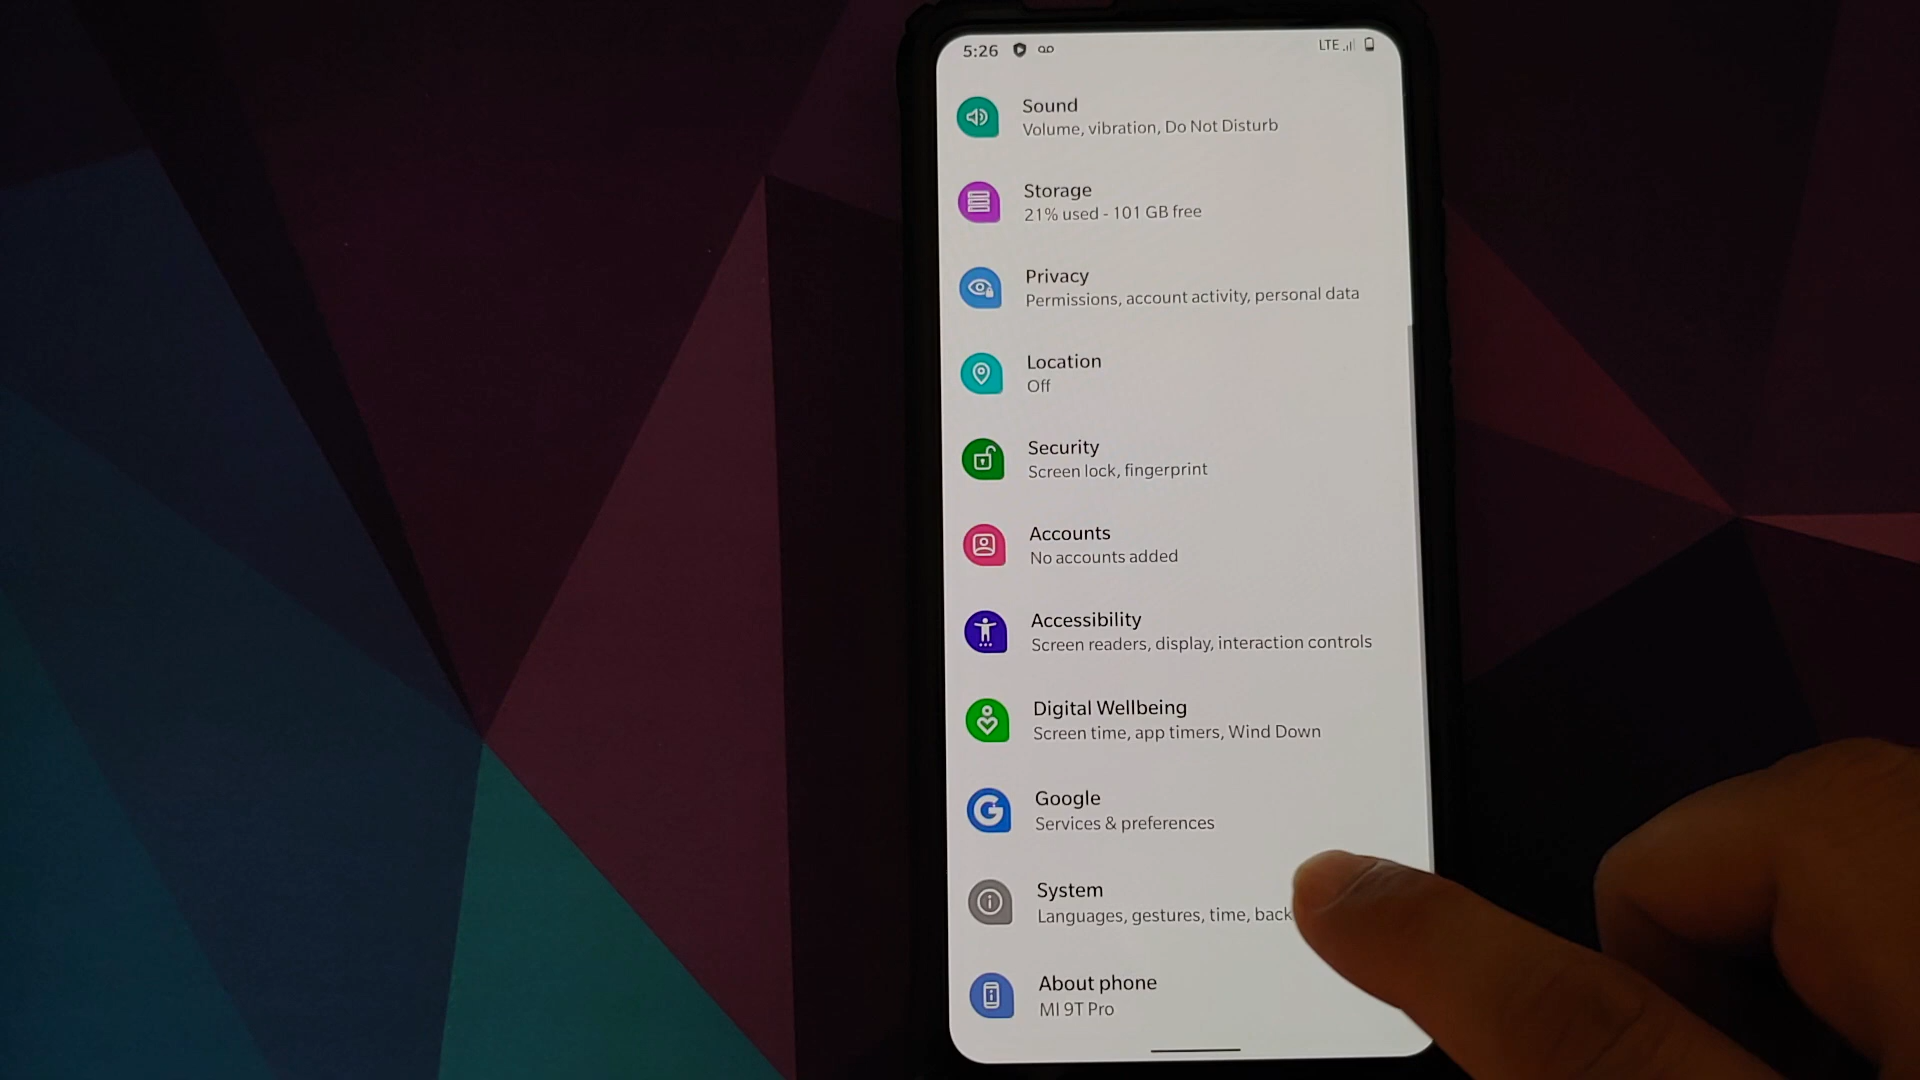 5:26
LTE
Sound
Volume, vibration, Do Not Disturb
Storage
21% used - 101 GB free
Privacy
Permissions, account activity, personal data
Location
Off
Security
Screen lock, fingerprint
Accounts
No accounts added
Accessibility
Screen readers, display, interaction controls
Digital Wellbeing
Screen time, app timers, Wind Down
Google
Services & preferences
System
Languages, gestures, time, back
About phone
MI 9T Pro